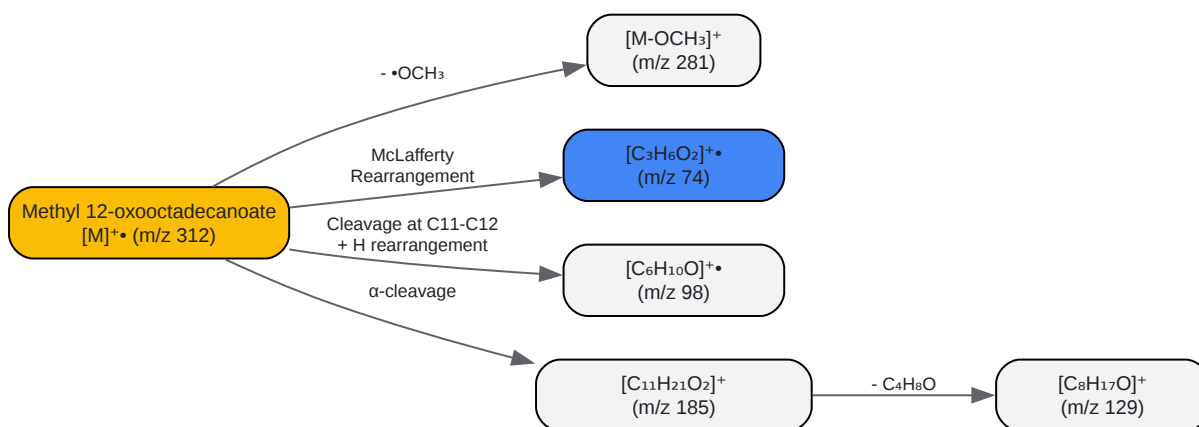 [M-OCH₃]⁺
(m/z 281)
- •OCH₃
McLafferty
Rearrangement
[C₃H₆O₂]⁺•
(m/z 74)
Methyl 12-oxooctadecanoate
[M]⁺• (m/z 312)
Cleavage at C11-C12
+ H rearrangement
[C₆H₁₀O]⁺•
(m/z 98)
α-cleavage
[C₁₁H₂₁O₂]⁺
(m/z 185)
- C₄H₈O
[C₈H₁₇O]⁺
(m/z 129)